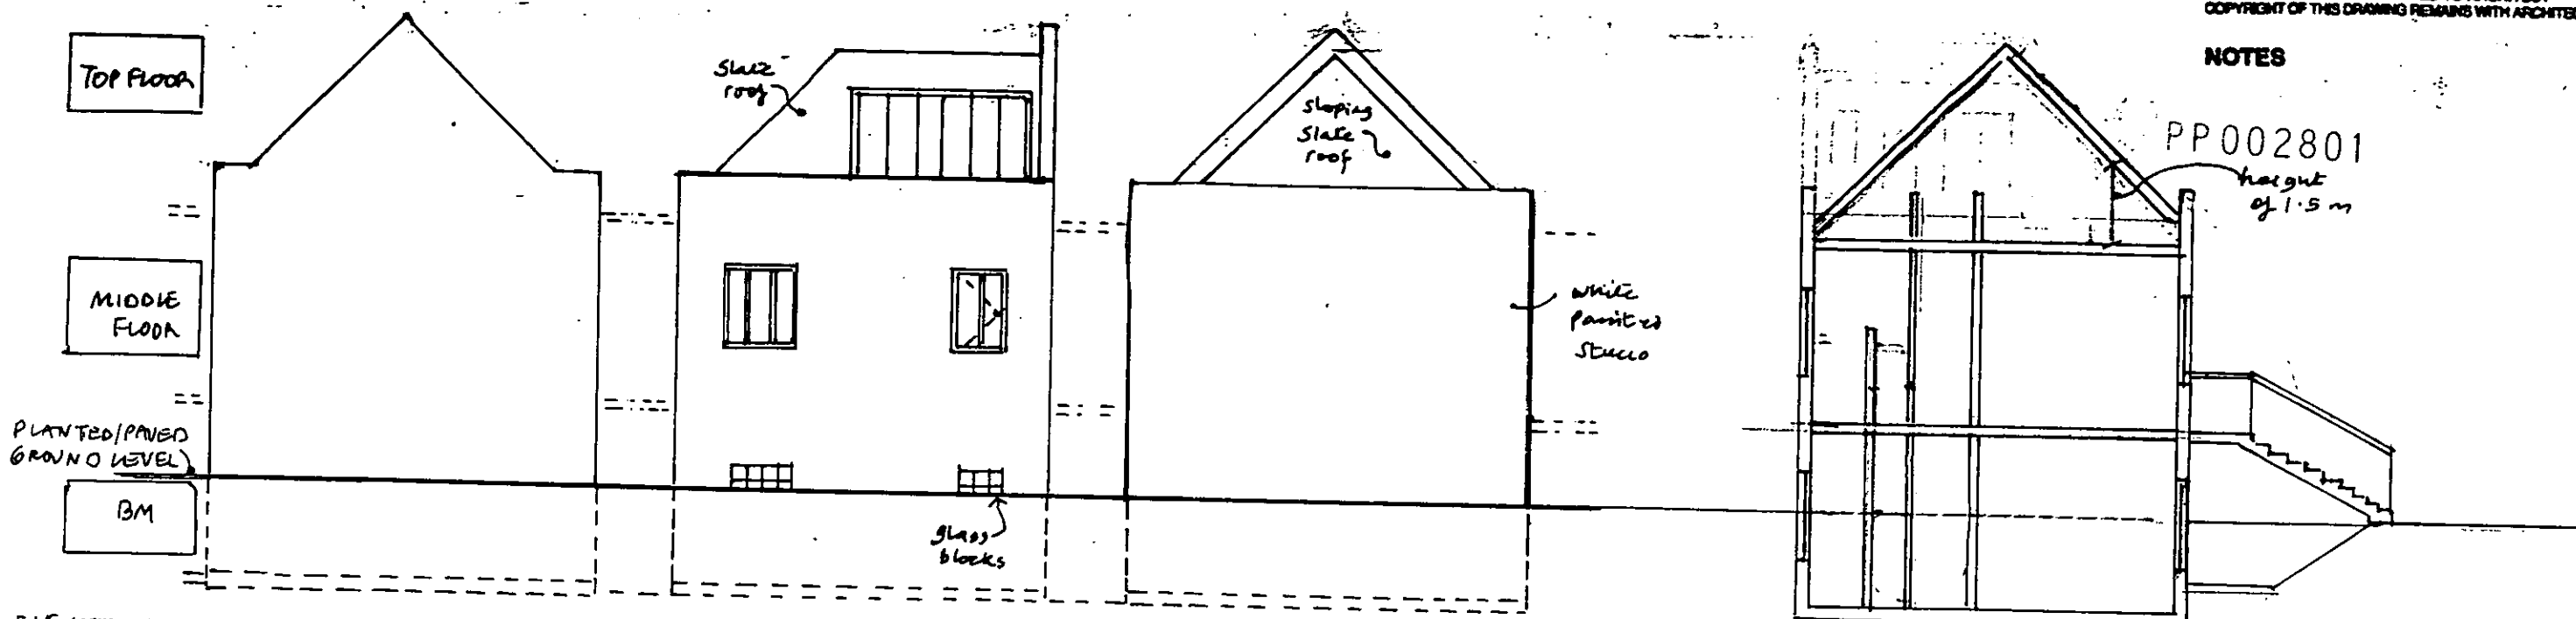 COPYRIGHT OF THIS DRAWING REMAINS WITH
NOTES
TOP FLOOR
slate
roof
sloping
slate
roof
PP002801
height
of 1.5 m
MIDDLE
FLOOR
white
painted
stucco
PLANTED/PAVED
GROUND LEVEL
BM
glass
blocks